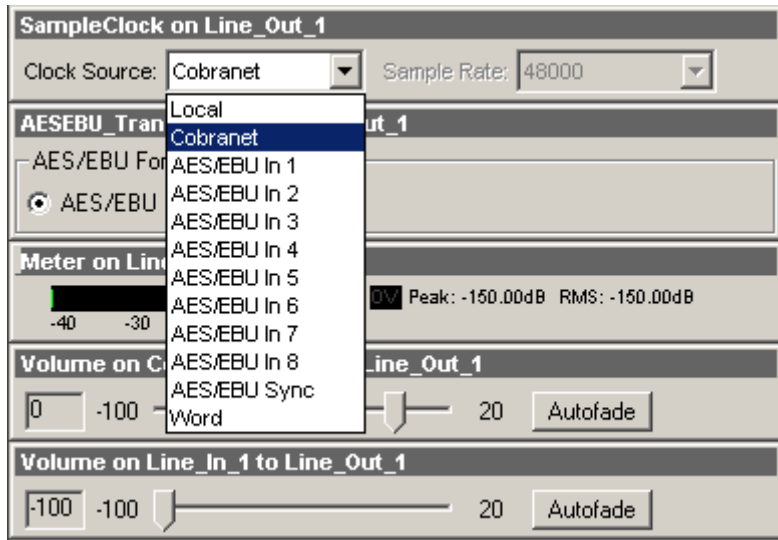 SampleClock on Line_Out_1
Clock Source: Cobranet Sample Rate: 48000
Local
Cobranet
AES/EBU In 1
AES/EBU In 2
AES/EBU In 3
AES/EBU In 4
AES/EBU In 5
AES/EBU In 6
AES/EBU In 7
AES/EBU In 8
AES/EBU Sync
Word
AESEBU_Tran ut_1
AES/EBU For
AES/EBU
Meter on Line
Peak: -150.00dB RMS: -150.00dB
-40 -30
Volume on C Line_Out_1
0 -100 20 Autofade
Volume on Line_In_1 to Line_Out_1
-100 -100 20 Autofade